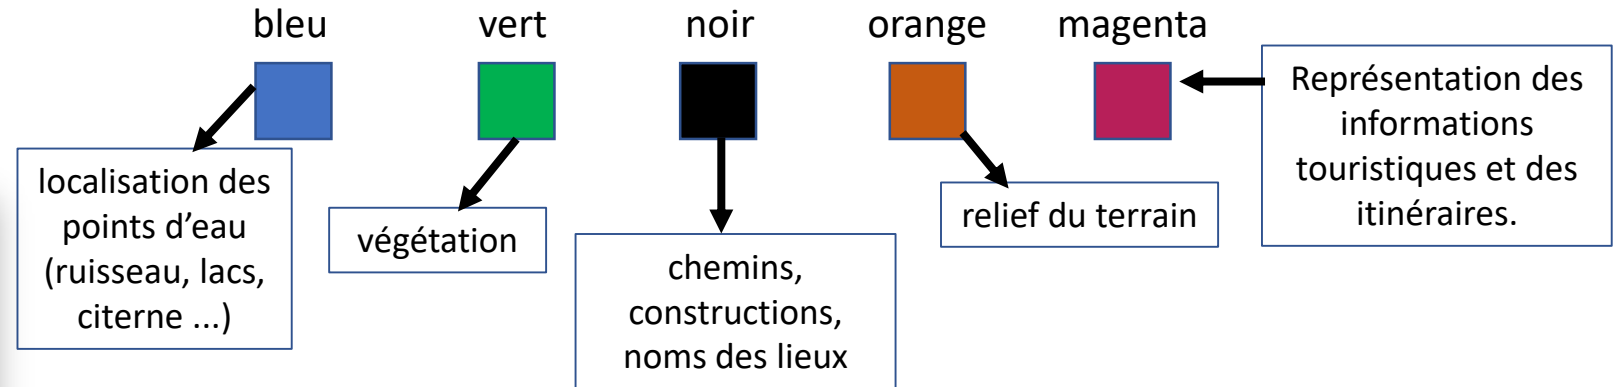 bleu
vert
noir
orange
magenta
localisation des
points d’eau
(ruisseau, lacs,
citerne ...)
végétation
chemins,
constructions,
noms des lieux
relief du terrain
Représentation des
informations
touristiques et des
itinéraires.